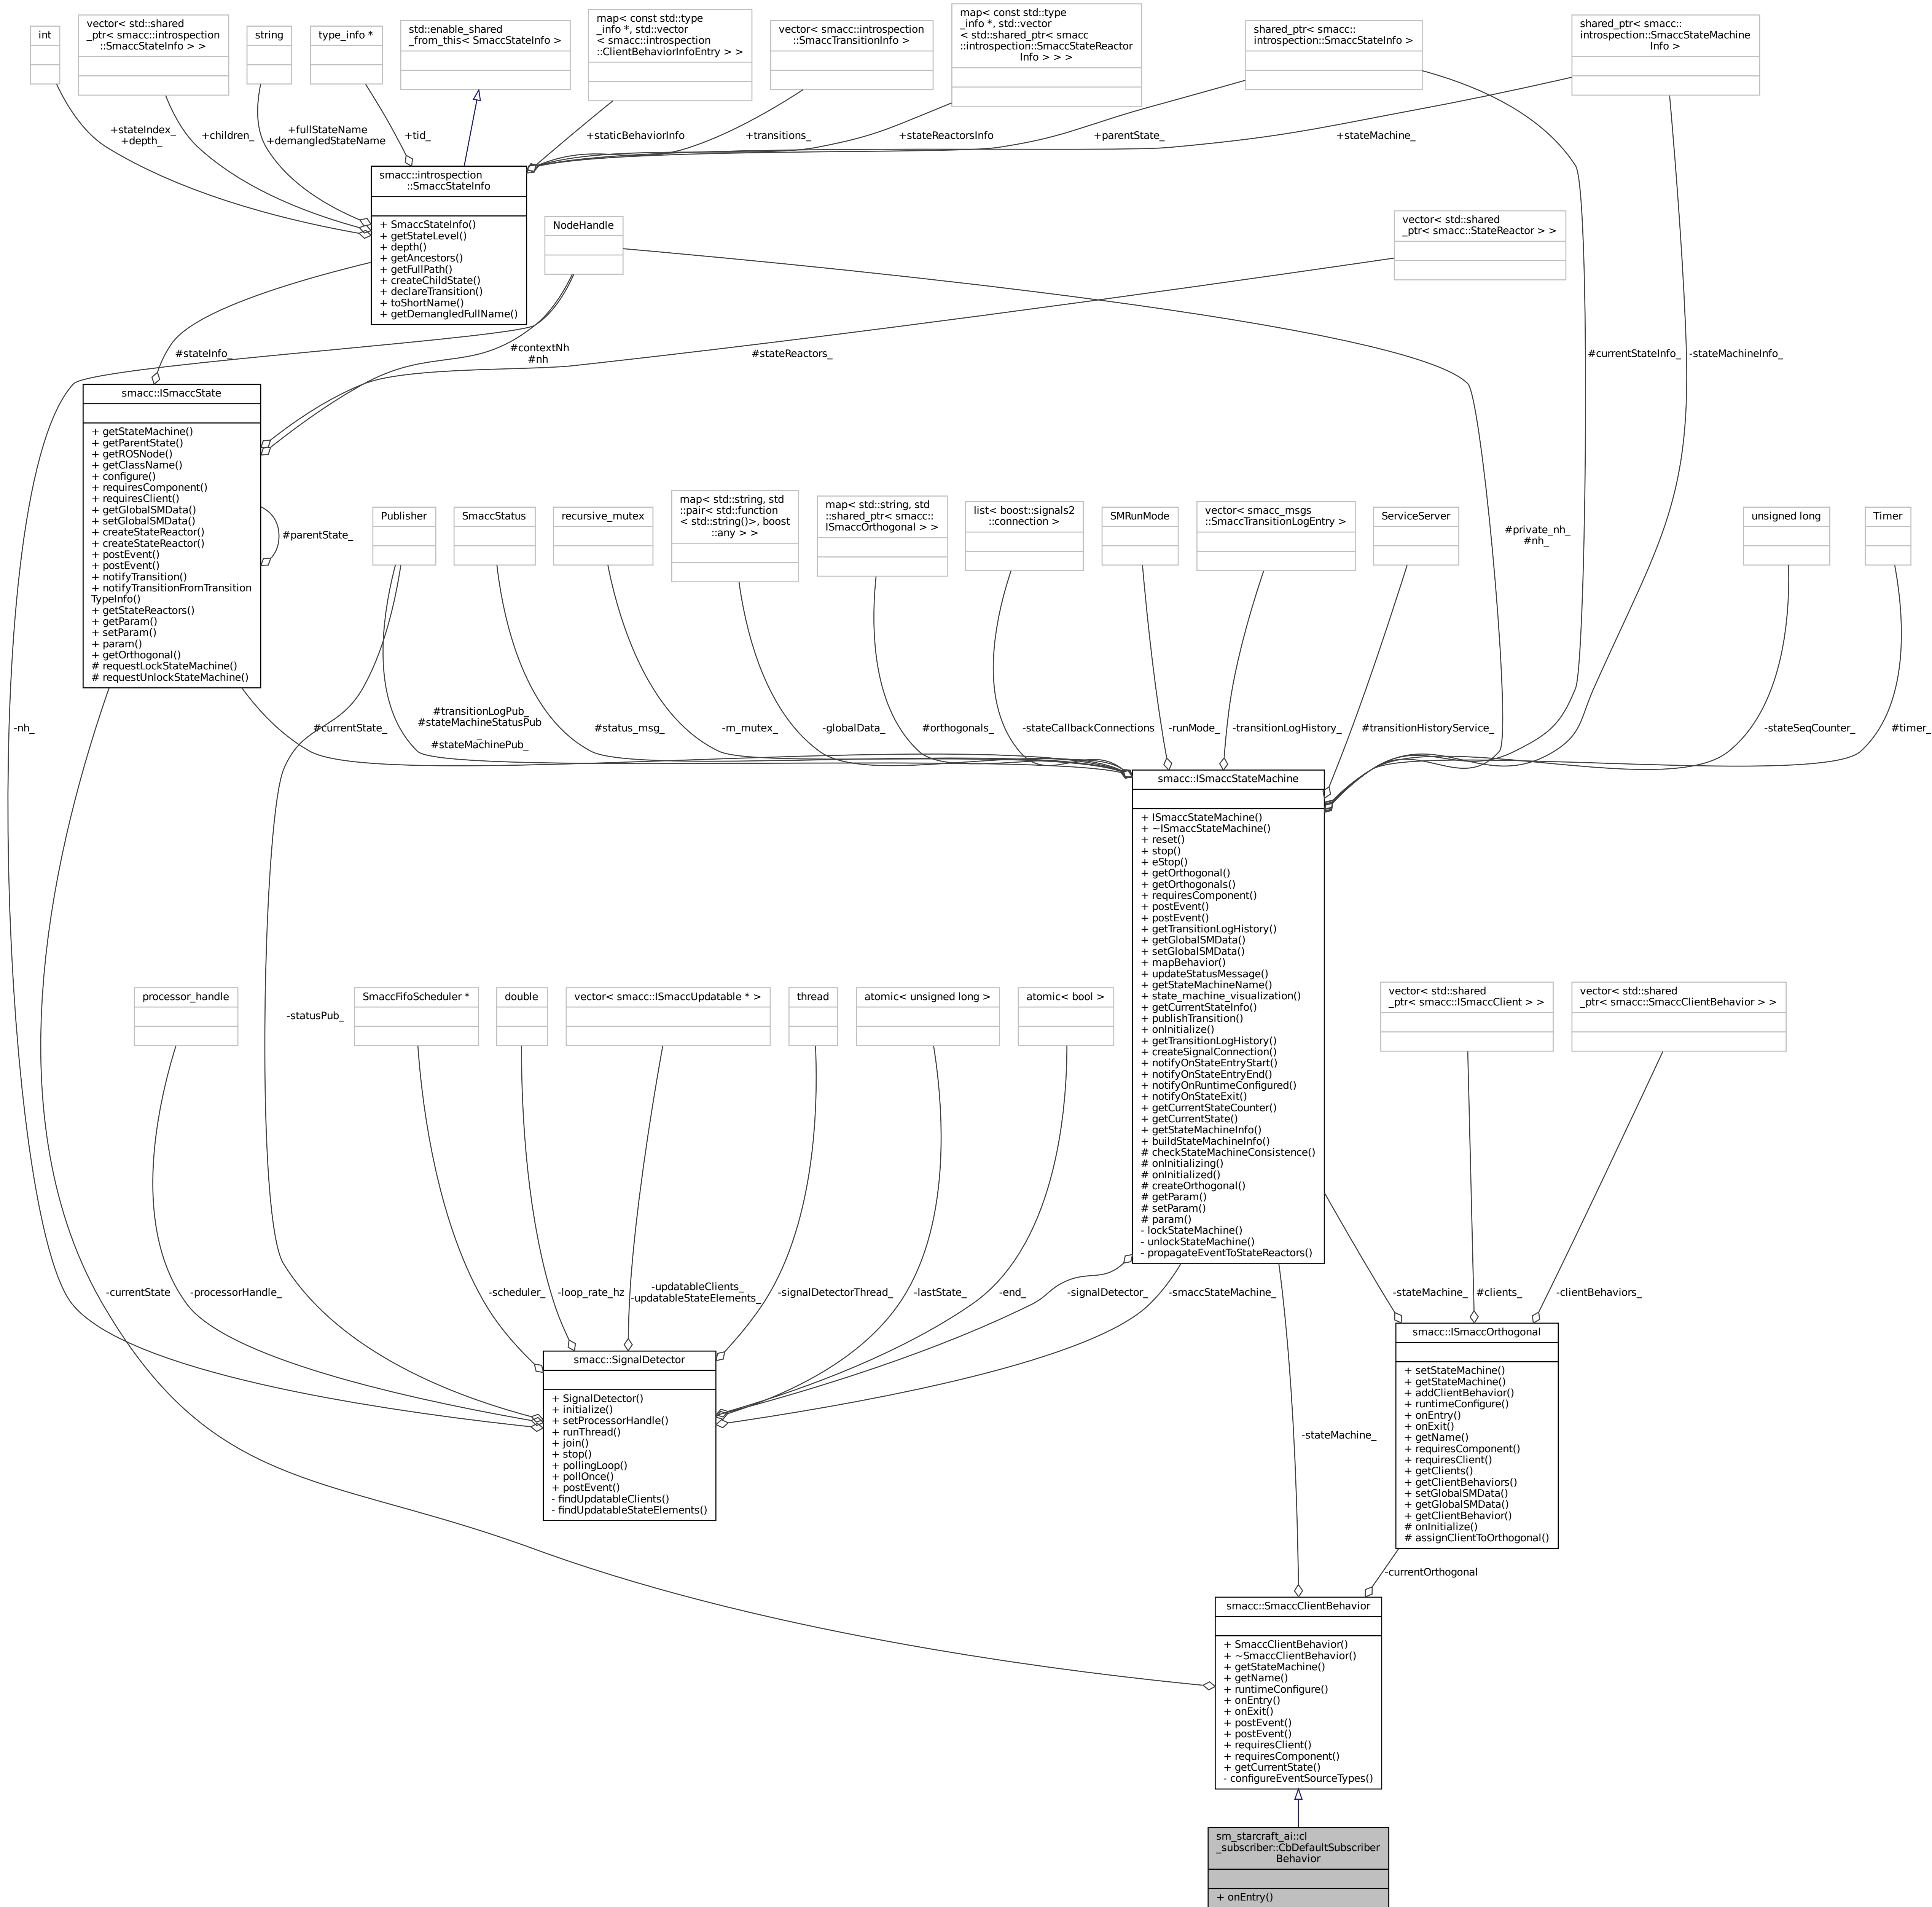 int
vector< std::shared
_ptr< smacc::introspection
::SmaccStateInfo > >
string
type_info *
std::enable_shared
_from_this< SmaccStateInfo >
map< const std::type
_info *, std::vector
< smacc::introspection
::ClientBehaviorInfoEntry > >
vector< smacc::introspection
::SmaccTransitionInfo >
map< const std::type
_info *, std::vector
< std::shared_ptr< smacc
::introspection::SmaccStateReactor
Info > > >
shared_ptr< smacc::
introspection::SmaccStateInfo >
shared_ptr< smacc::
introspection::SmaccStateMachine
Info >
+stateIndex_
+depth_
+children_
+fullStateName
+demangledStateName
+tid_
+staticBehaviorInfo
+transitions_
+stateReactorsInfo
+parentState_
+stateMachine_
smacc::introspection
::SmaccStateInfo
+ SmaccStateInfo()
+ getStateLevel()
+ depth()
+ getAncestors()
+ getFullPath()
+ createChildState()
+ declareTransition()
+ toShortName()
+ getDemangledFullName()
NodeHandle
vector< std::shared
_ptr< smacc::StateReactor > >
#stateInfo_
#contextNh
#nh
#stateReactors_
#currentStateInfo_
-stateMachineInfo_
smacc::ISmaccState
+ getStateMachine()
+ getParentState()
+ getROSNode()
+ getClassName()
+ configure()
+ requiresComponent()
+ requiresClient()
+ getGlobalSMData()
+ setGlobalSMData()
+ createStateReactor()
+ createStateReactor()
+ postEvent()
+ postEvent()
+ notifyTransition()
+ notifyTransitionFromTransition
TypeInfo()
+ getStateReactors()
+ getParam()
+ setParam()
+ param()
+ getOrthogonal()
# requestLockStateMachine()
# requestUnlockStateMachine()
#parentState_
Publisher
SmaccStatus
recursive_mutex
map< std::string, std
::pair< std::function
< std::string()>, boost
::any > >
map< std::string, std
::shared_ptr< smacc::
ISmaccOrthogonal > >
list< boost::signals2
::connection >
SMRunMode
vector< smacc_msgs
::SmaccTransitionLogEntry >
ServiceServer
#private_nh_
#nh_
unsigned long
Timer
-nh_
#currentState_
#transitionLogPub_
#stateMachineStatusPub
_
#stateMachinePub_
#status_msg_
-m_mutex_
-globalData_
#orthogonals_
-stateCallbackConnections
-runMode_
-transitionLogHistory_
#transitionHistoryService_
-stateSeqCounter_
#timer_
smacc::ISmaccStateMachine
+ ISmaccStateMachine()
+ ~ISmaccStateMachine()
+ reset()
+ stop()
+ eStop()
+ getOrthogonal()
+ getOrthogonals()
+ requiresComponent()
+ postEvent()
+ postEvent()
+ getTransitionLogHistory()
+ getGlobalSMData()
+ setGlobalSMData()
+ mapBehavior()
+ updateStatusMessage()
+ getStateMachineName()
+ state_machine_visualization()
+ getCurrentStateInfo()
+ publishTransition()
+ onInitialize()
+ getTransitionLogHistory()
+ createSignalConnection()
+ notifyOnStateEntryStart()
+ notifyOnStateEntryEnd()
+ notifyOnRuntimeConfigured()
+ notifyOnStateExit()
+ getCurrentStateCounter()
+ getCurrentState()
+ getStateMachineInfo()
+ buildStateMachineInfo()
# checkStateMachineConsistence()
# onInitializing()
# onInitialized()
# createOrthogonal()
# getParam()
# setParam()
# param()
- lockStateMachine()
- unlockStateMachine()
- propagateEventToStateReactors()
processor_handle
-statusPub_
SmaccFifoScheduler *
double
vector< smacc::ISmaccUpdatable * >
thread
atomic< unsigned long >
atomic< bool >
vector< std::shared
_ptr< smacc::ISmaccClient > >
vector< std::shared
_ptr< smacc::SmaccClientBehavior > >
-currentState
-processorHandle_
-scheduler_
-loop_rate_hz
-updatableClients_
-updatableStateElements_
-signalDetectorThread_
-lastState_
-end_
-signalDetector_
-smaccStateMachine_
-stateMachine_
#clients_
-clientBehaviors_
smacc::SignalDetector
+ SignalDetector()
+ initialize()
+ setProcessorHandle()
+ runThread()
+ join()
+ stop()
+ pollingLoop()
+ pollOnce()
+ postEvent()
- findUpdatableClients()
- findUpdatableStateElements()
smacc::ISmaccOrthogonal
+ setStateMachine()
+ getStateMachine()
+ addClientBehavior()
+ runtimeConfigure()
+ onEntry()
+ onExit()
+ getName()
+ requiresComponent()
+ requiresClient()
+ getClients()
+ getClientBehaviors()
+ setGlobalSMData()
+ getGlobalSMData()
+ getClientBehavior()
# onInitialize()
# assignClientToOrthogonal()
-stateMachine_
-currentOrthogonal
smacc::SmaccClientBehavior
+ SmaccClientBehavior()
+ ~SmaccClientBehavior()
+ getStateMachine()
+ getName()
+ runtimeConfigure()
+ onEntry()
+ onExit()
+ postEvent()
+ postEvent()
+ requiresClient()
+ requiresComponent()
+ getCurrentState()
- configureEventSourceTypes()
sm_starcraft_ai::cl
_subscriber::CbDefaultSubscriber
Behavior
+ onEntry()